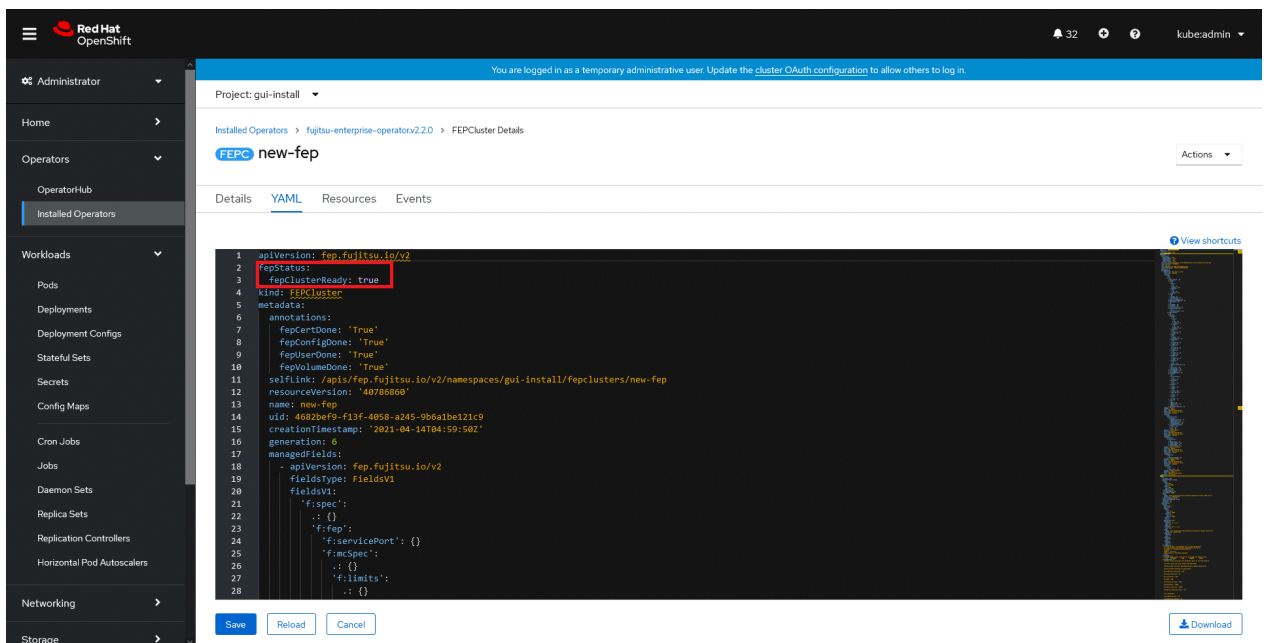 Red Hat
OpenShift
32
kube:admin
You are logged in as a temporary administrative user. Update the cluster OAuth configuration to allow others to log in.
Administrator
Home
Operators
OperatorHub
Installed Operators
Workloads
Pods
Deployments
Deployment Configs
Stateful Sets
Secrets
Config Maps
Cron Jobs
Jobs
Daemon Sets
Replica Sets
Replication Controllers
Horizontal Pod Autoscalers
Networking
Storage
Project: gui-install
Installed Operators > fujitsu-enterprise-operator.v2.2.0 > FEPCluster Details
FEPC new-fep
Actions
Details YAML Resources Events
View shortcuts
1 apiVersion: fep.fujitsu.io/v2
2 fepStatus:
3 fepClusterReady: true
4 kind: FEPCluster
5 metadata:
6 annotations:
7 fepCertDone: 'True'
8 fepConfigDone: 'True'
9 fepUserDone: 'True'
10 fepVolumeDone: 'True'
11 selfLink: /apis/fep.fujitsu.io/v2/namespaces/gui-install/fepclusters/new-fep
12 resourceVersion: '40786860'
13 name: new-fep
14 uid: 4682bef9-f13f-4058-a245-9b6a1be121c9
15 creationTimestamp: '2021-04-14T04:59:50Z'
16 generation: 6
17 managedFields:
18 - apiVersion: fep.fujitsu.io/v2
19 fieldsType: FieldsV1
20 fieldsV1:
21 'f:spec':
22 .: {}
23 'f:fep':
24 'f:servicePort': {}
25 'f:mcSpec':
26 .: {}
27 'f:limits':
28 .: {}
Save Reload Cancel
Download